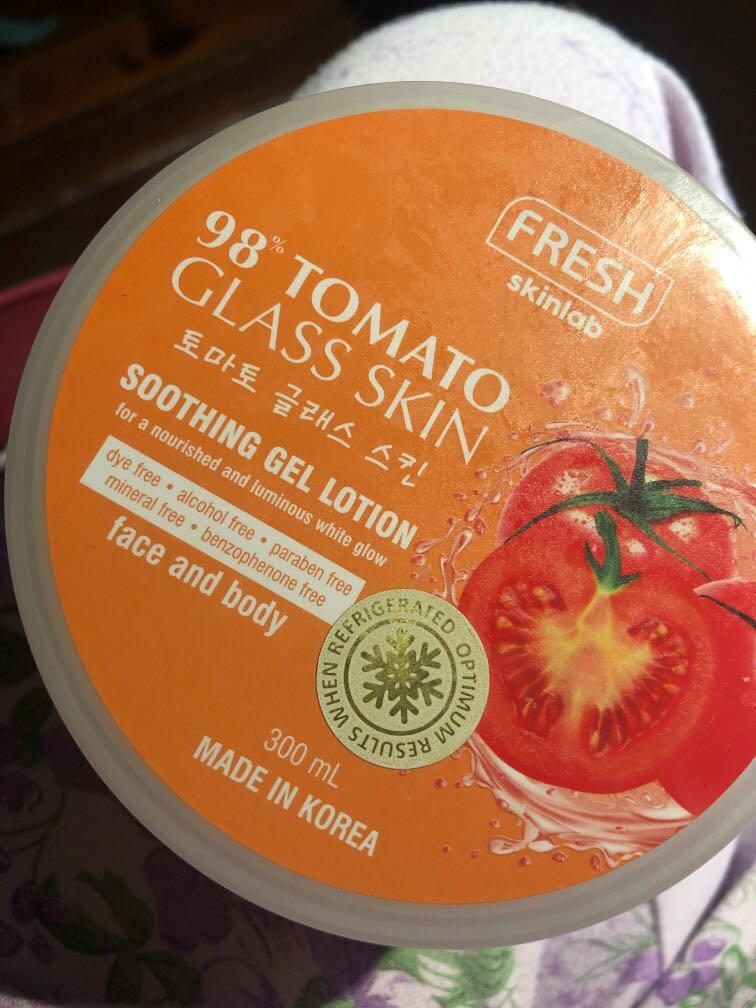 FRESH
skinlab
98% TOMATO
GLASS SKIN
토마토 글래스 스킨
SOOTHING GEL LOTION
for a nourished and luminous white glow
dye free • alcohol free • paraben free
mineral free • benzophenone free
face and body
OPTIMUM RESULTS WHEN REFRIGERATED
300 mL
MADE IN KOREA